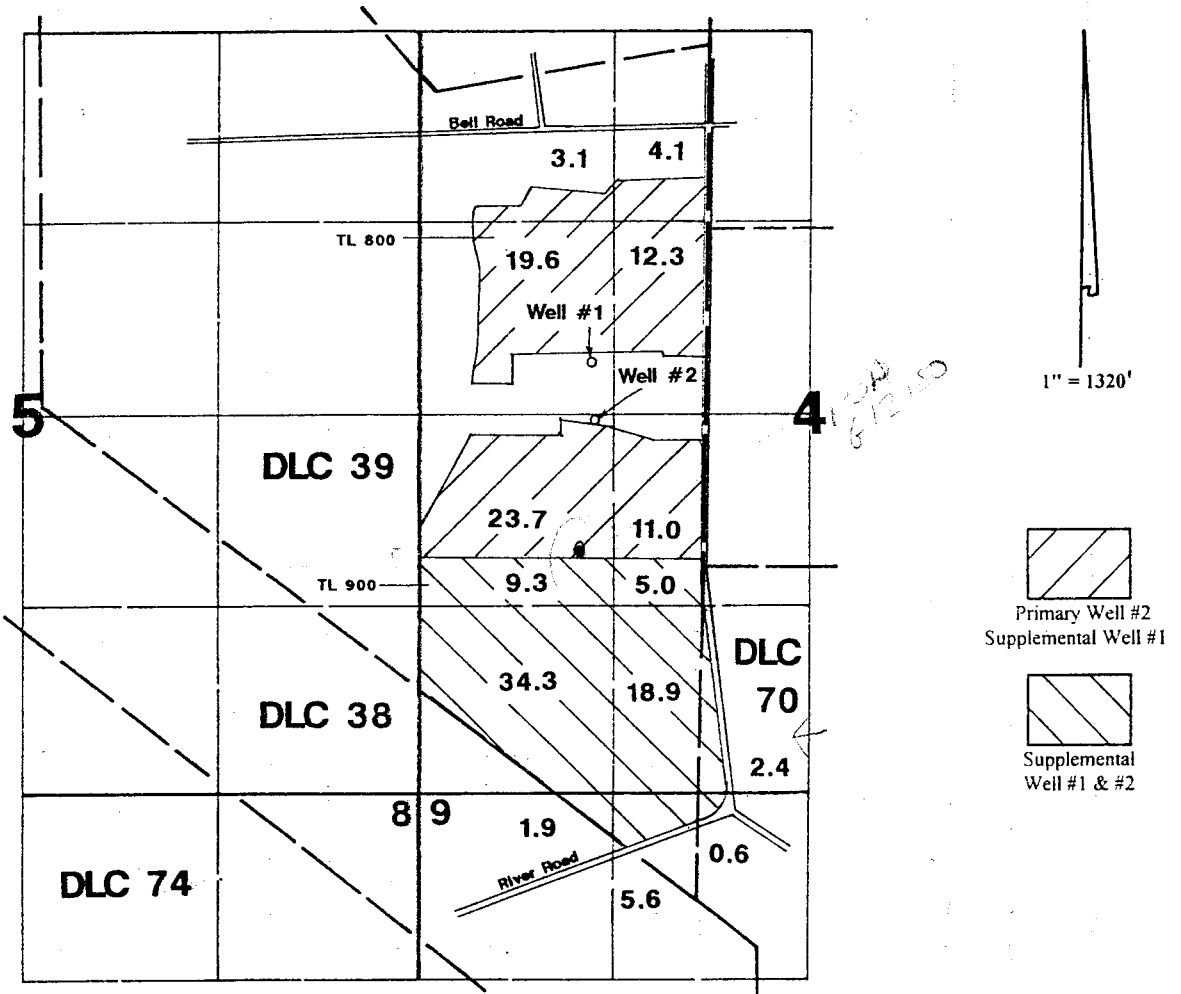 Bell Road
3.1
4.1
TL 800
19.6
12.3
Well #1
Well #2
1" = 1320'
5
4
DLC 39
23.7
11.0
TL 900
9.3
5.0
Primary Well #2
Supplemental Well #1
DLC
70
34.3
18.9
DLC 38
2.4
Supplemental
Well #1 & #2
8
9
1.9
0.6
River Road
DLC 74
5.6